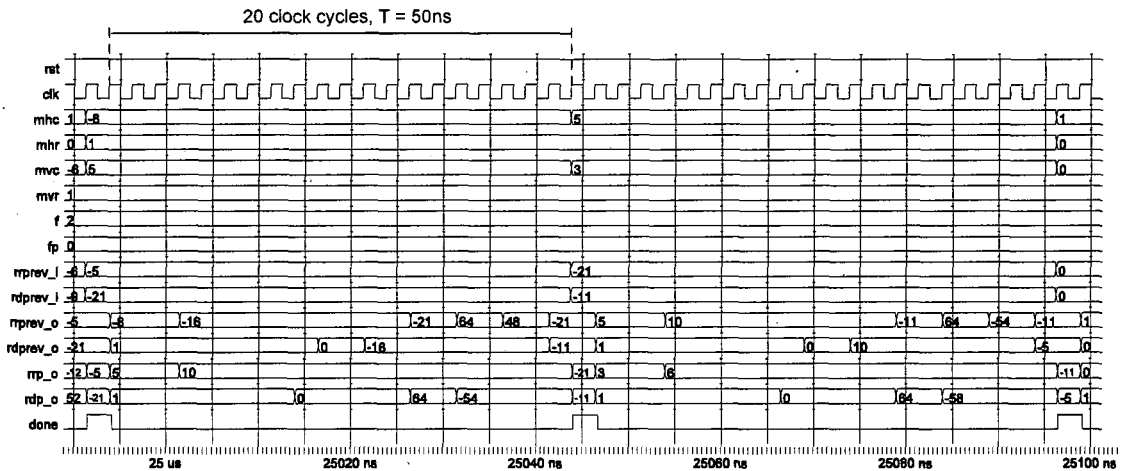 20 clock cycles, T = 50ns
rst
clk
mhc 1 -6 5 1
mhr 0 1 0
mvc -6 5 3 0
mvr 1
f 2
fp 0
rrprev_i -6 -5 -21 0
rdprev_i -9 -21 -11 0
rrprev_o -5 -6 -16 -21 64 48 -21 5 10 -11 64 -54 -11 1
rdprev_o -21 1 0 -16 -11 1 0 10 -5 0
rrp_o -12 -5 5 10 -21 3 6 -11 0
rdp_o 52 -21 1 0 64 -54 -11 1 0 64 -58 -5 1
done
25 us 25020 ns 25040 ns 25060 ns 25080 ns 25100 ns